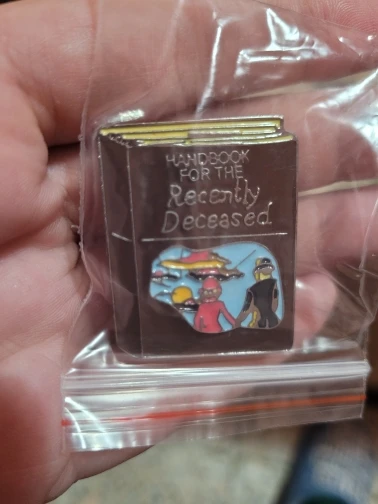 HANDBOOK
FOR THE
Recently
Deceased